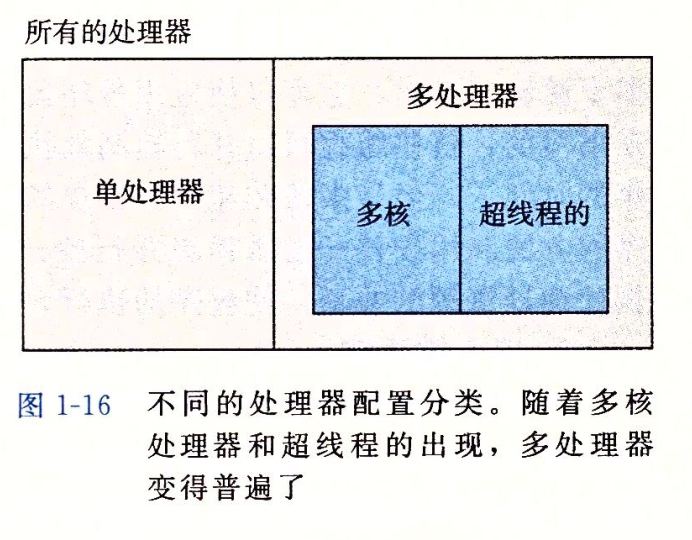 所有的处理器
多处理器
单处理器
多核
超线程的
图 1-16 不同的处理器配置分类。随着多核
处理器和超线程的出现，多处理器
变得普遍了